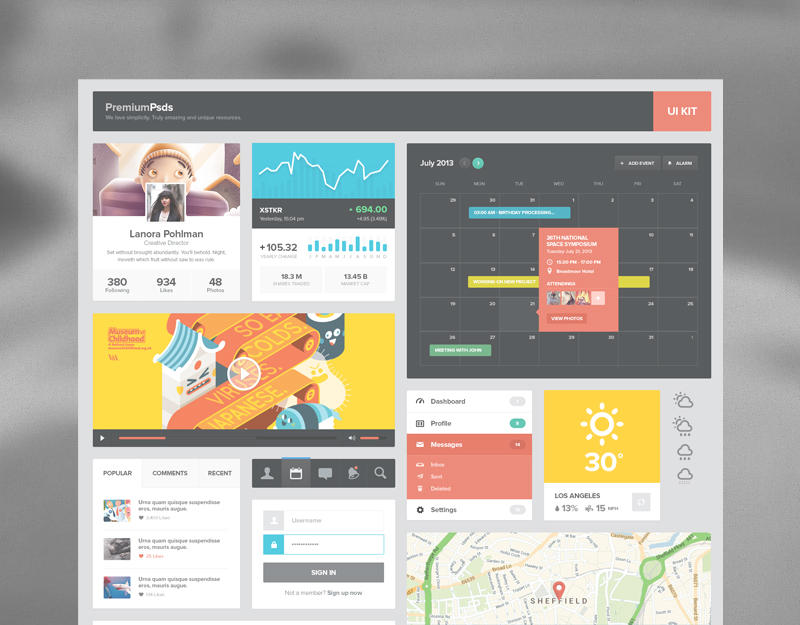 PremiumPsds
We love simplicity. Truly amazing and unique resources.
UI KIT
Lanora Pohlman
Creative Director
Set without brought abundantly. You'll behold. Night,
moveth which fruit without saw to was rule.
380
Following
934
Likes
48
Photos
XSTKR
Yesterday, 15:04 pm
694.00
+4.95 (3.49%)
+105.32
YEARLY CHANGE
J F M A M J J A S O N D
18.3 M
SHARES TRADED
13.45 B
MARKET CAP
July 2013
+ ADD EVENT
ALARM
SUN MON TUE WED THU FRI SAT
29 30 31 1 2 3 4
03:00 AM - BIRTHDAY PROCESSING...
5 6 7 9 10 11
26TH NATIONAL
SPACE SYMPOSIUM
Tuesday July 21, 2013
15:30 PM - 17:00 PM
Broadmoor Hotel
ATTENDINGS
VIEW PHOTOS
12 13 14 17 18
WORKING ON NEW PROJECT
19 20 21 24 25
26 27 28 29 30 31 1
MEETING WITH JOHN
Museum of
Childhood
V&A
SO EA
COLDS.
VIR
JAPANESE
POPULAR
COMMENTS
RECENT
Urna quam quisque suspendisse
eros, mauris augue.
Urna quam quisque suspendisse
eros, mauris augue.
Urna quam quisque suspendisse
eros, mauris augue.
Username
SIGN IN
Not a member? Sign up now
Dashboard
Profile
Messages
Inbox
Sent
Deleted
Settings
30°
LOS ANGELES
13%
15 MPH
SHEFFIELD